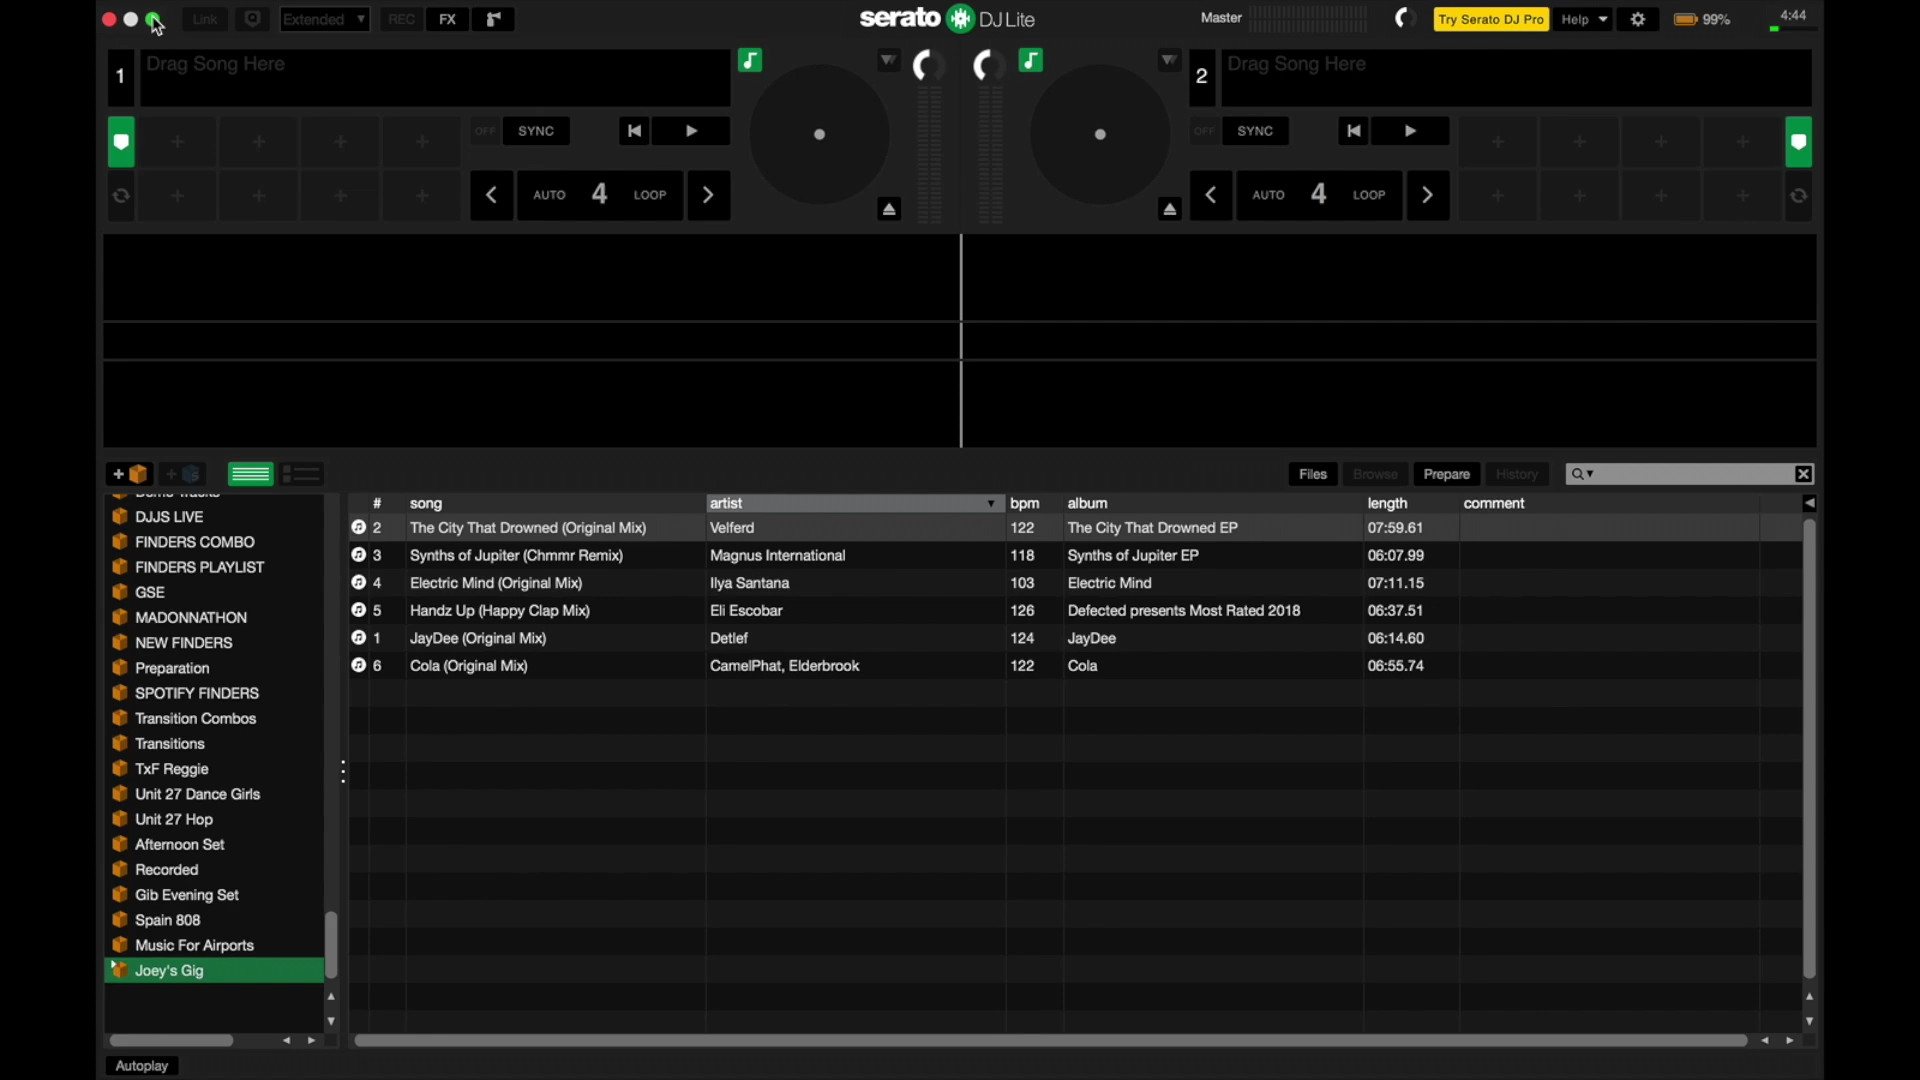 Link Extended REC FX serato DJ Lite Master Try Serato DJ Pro Help 99% 4:44
1 Drag Song Here 2 Drag Song Here
OFF SYNC OFF SYNC
AUTO 4 LOOP AUTO 4 LOOP
Files Browse Prepare History
# song artist bpm album length comment
2 The City That Drowned (Original Mix) Velferd 122 The City That Drowned EP 07:59.61
3 Synths of Jupiter (Chmmr Remix) Magnus International 118 Synths of Jupiter EP 06:07.99
4 Electric Mind (Original Mix) Ilya Santana 103 Electric Mind 07:11.15
5 Handz Up (Happy Clap Mix) Eli Escobar 126 Defected presents Most Rated 2018 06:37.51
1 JayDee (Original Mix) Detlef 124 JayDee 06:14.60
6 Cola (Original Mix) CamelPhat, Elderbrook 122 Cola 06:55.74
Demo Tracks
DJJS LIVE
FINDERS COMBO
FINDERS PLAYLIST
GSE
MADONNATHON
NEW FINDERS
Preparation
SPOTIFY FINDERS
Transition Combos
Transitions
TxF Reggie
Unit 27 Dance Girls
Unit 27 Hop
Afternoon Set
Recorded
Gib Evening Set
Spain 808
Music For Airports
Joey's Gig
Autoplay